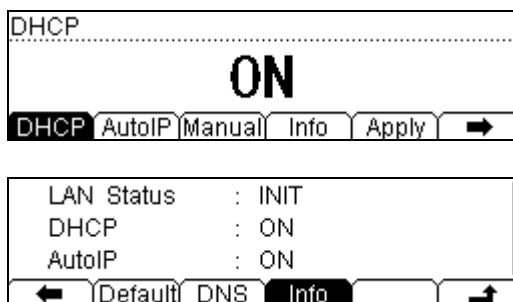 DHCP
ON
DHCP AutoIP Manual Info Apply
LAN Status : INIT
DHCP : ON
AutoIP : ON
Default DNS Info